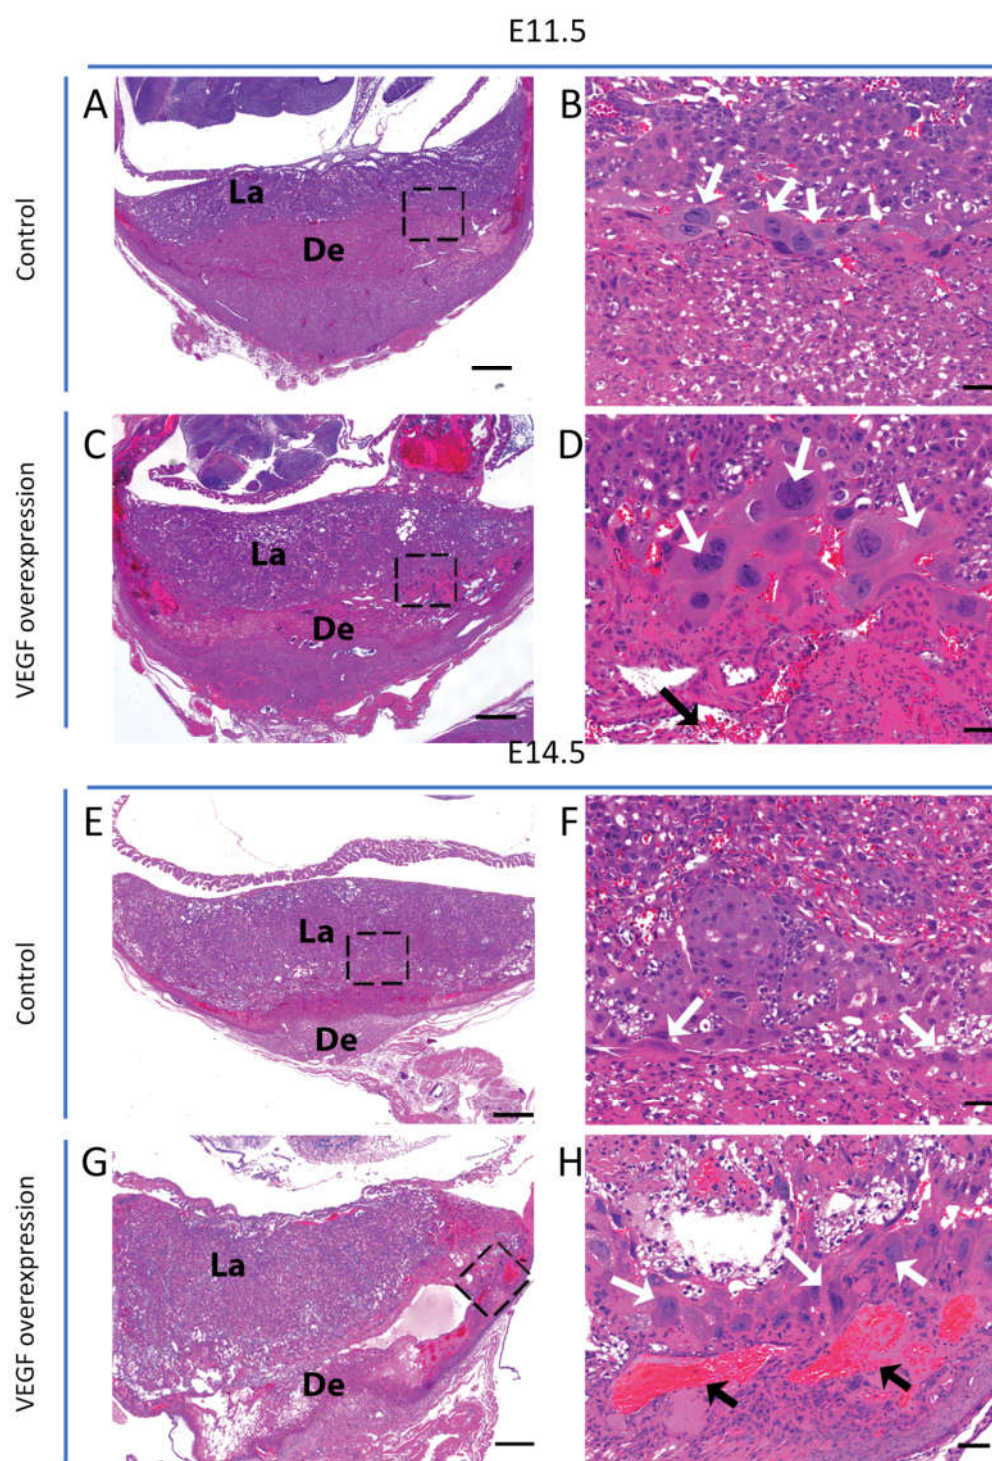 E11.5
Control
A
La
De
B
VEGF overexpression
C
La
De
D
E14.5
Control
E
La
De
F
VEGF overexpression
G
La
De
H